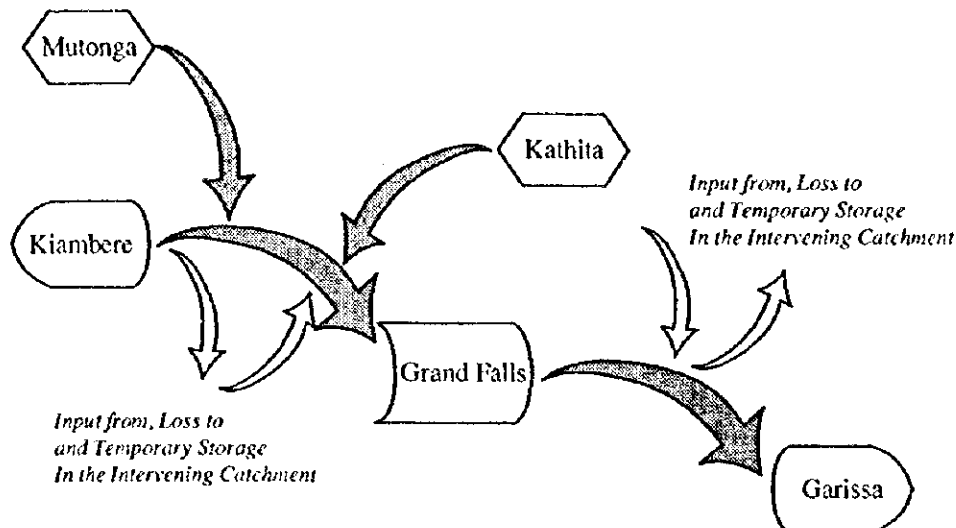 Mutonga
Kathita
Input from, Loss to
and Temporary Storage
In the Intervening Catchment
Kiambere
Grand Falls
Input from, Loss to
and Temporary Storage
In the Intervening Catchment
Garissa